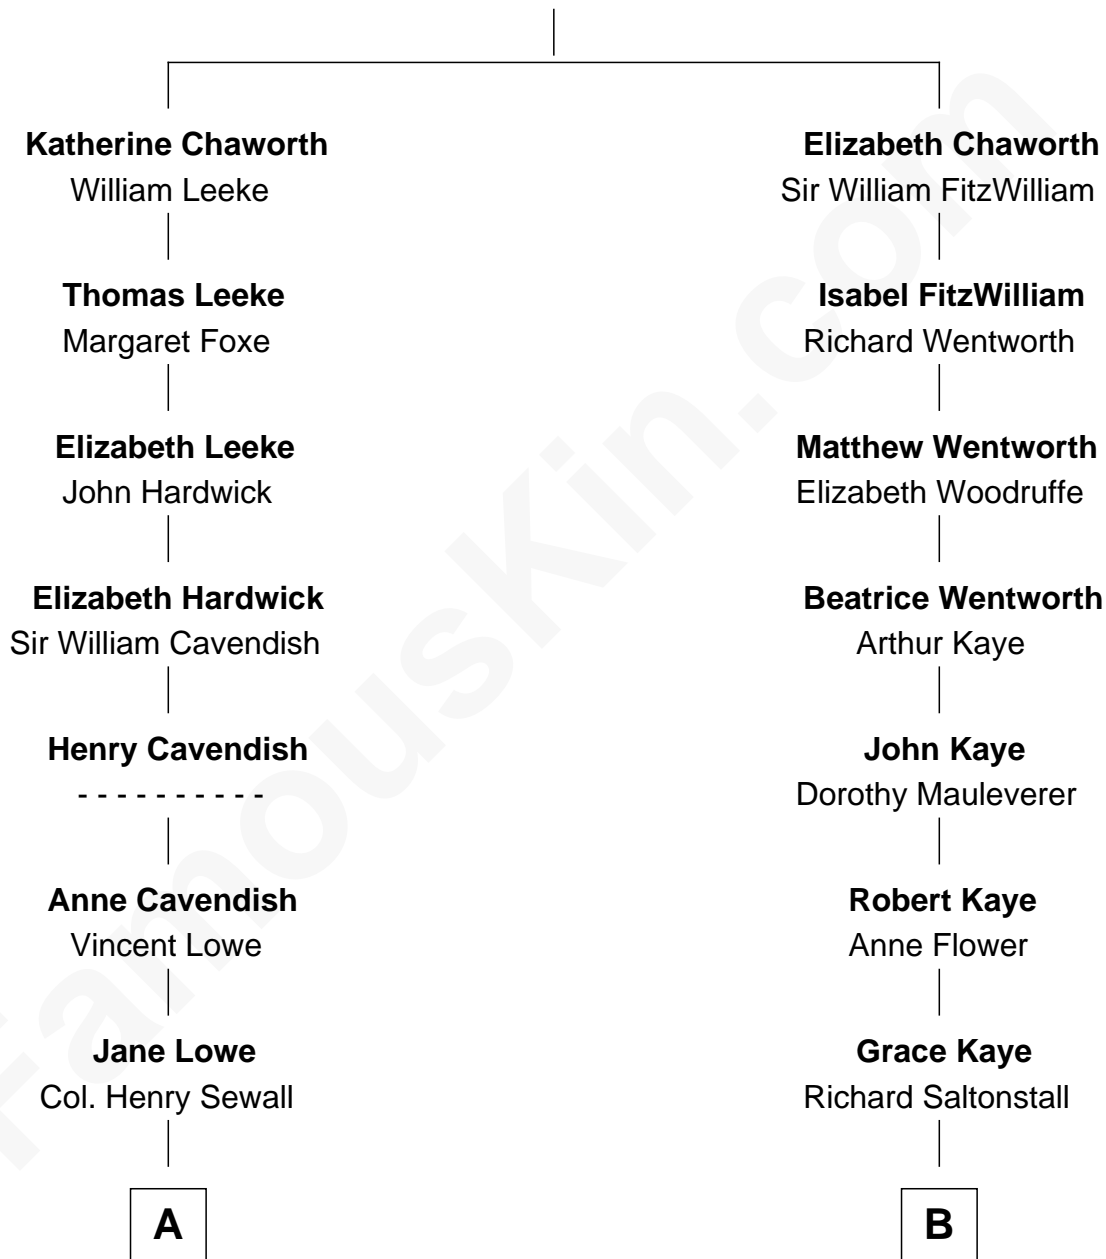 Katherine Chaworth
William Leeke
Thomas Leeke
Margaret Foxe
Elizabeth Leeke
John Hardwick
Elizabeth Hardwick
Sir William Cavendish
Henry Cavendish
- - - - - - - - - -
Anne Cavendish
Vincent Lowe
Jane Lowe
Col. Henry Sewall
A
Elizabeth Chaworth
Sir William FitzWilliam
Isabel FitzWilliam
Richard Wentworth
Matthew Wentworth
Elizabeth Woodruffe
Beatrice Wentworth
Arthur Kaye
John Kaye
Dorothy Mauleverer
Robert Kaye
Anne Flower
Grace Kaye
Richard Saltonstall
B
FamousKin.com